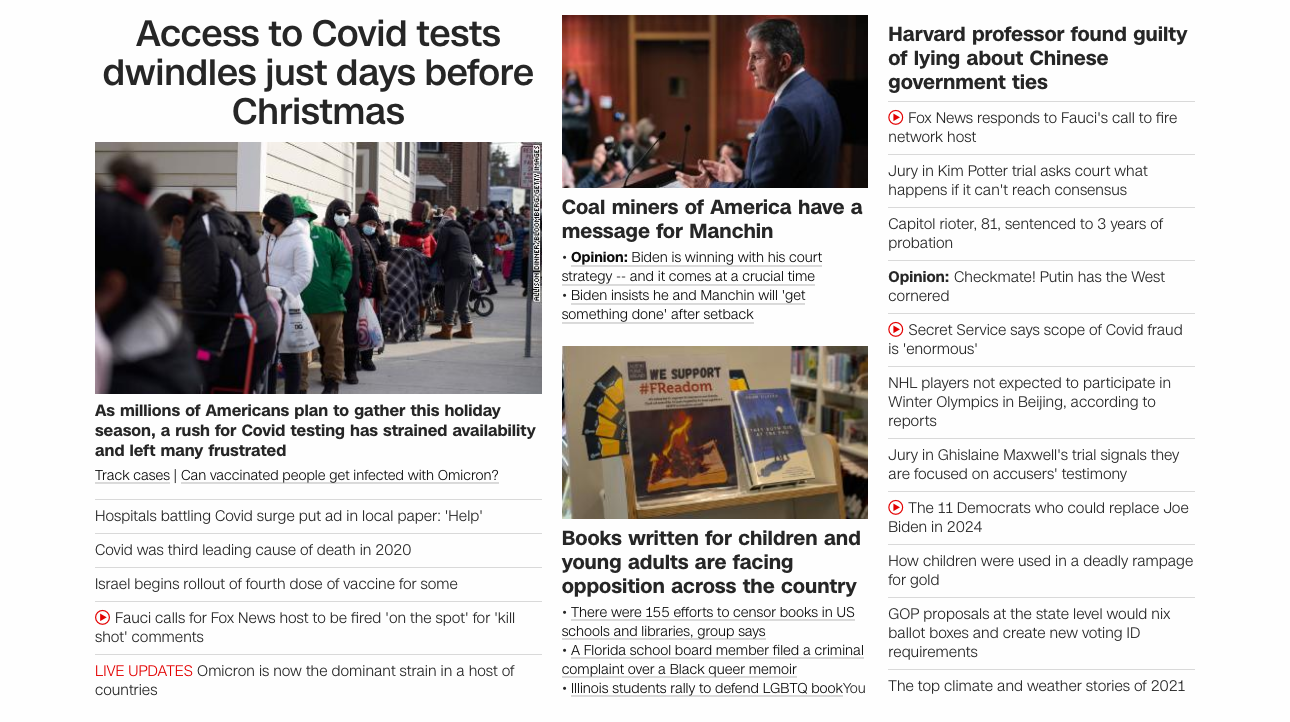 Access to Covid tests
dwindles just days before
Christmas
ALLISON DINNER/BLOOMBERG/GETTY IMAGES
As millions of Americans plan to gather this holiday
season, a rush for Covid testing has strained availability
and left many frustrated
Track cases | Can vaccinated people get infected with Omicron?
Hospitals battling Covid surge put ad in local paper: 'Help'
Covid was third leading cause of death in 2020
Israel begins rollout of fourth dose of vaccine for some
Fauci calls for Fox News host to be fired 'on the spot' for 'kill
shot' comments
LIVE UPDATES Omicron is now the dominant strain in a host of
countries
Coal miners of America have a
message for Manchin
• Opinion: Biden is winning with his court
strategy -- and it comes at a crucial time
• Biden insists he and Manchin will 'get
something done' after setback
WE SUPPORT
#FReadom
THEY BOTH DIE
AT THE END
Books written for children and
young adults are facing
opposition across the country
• There were 155 efforts to censor books in US
schools and libraries, group says
• A Florida school board member filed a criminal
complaint over a Black queer memoir
• Illinois students rally to defend LGBTQ bookYou
Harvard professor found guilty
of lying about Chinese
government ties
Fox News responds to Fauci's call to fire
network host
Jury in Kim Potter trial asks court what
happens if it can't reach consensus
Capitol rioter, 81, sentenced to 3 years of
probation
Opinion: Checkmate! Putin has the West
cornered
Secret Service says scope of Covid fraud
is 'enormous'
NHL players not expected to participate in
Winter Olympics in Beijing, according to
reports
Jury in Ghislaine Maxwell's trial signals they
are focused on accusers' testimony
The 11 Democrats who could replace Joe
Biden in 2024
How children were used in a deadly rampage
for gold
GOP proposals at the state level would nix
ballot boxes and create new voting ID
requirements
The top climate and weather stories of 2021